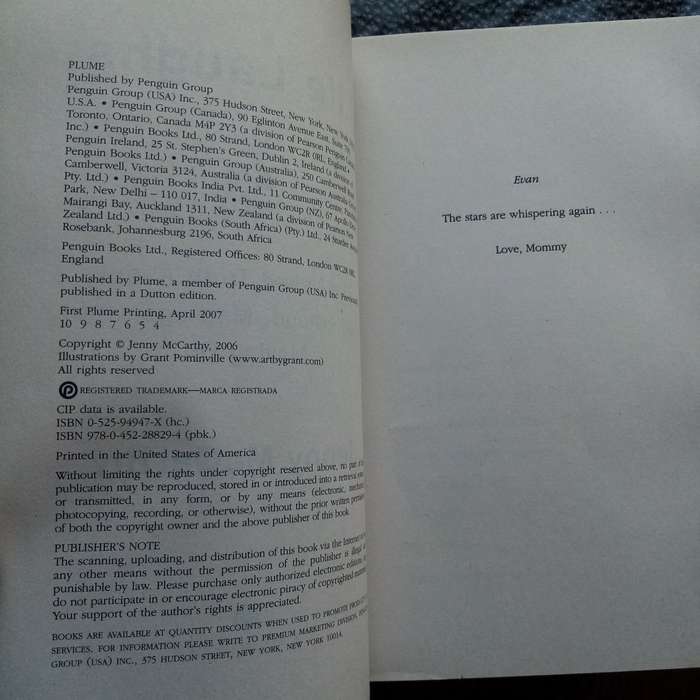 PLUME
Published by Penguin Group
Penguin Group (USA) Inc., 375 Hudson Street, New York, New York
U.S.A. • Penguin Group (Canada), 90 Eglinton Avenue East, Suite
Toronto, Ontario, Canada M4P 2Y3 (a division of Pearson Penguin
Inc.) • Penguin Books Ltd., 80 Strand, London WC2R 0RL, England •
Penguin Ireland, 25 St. Stephen's Green, Dublin 2, Ireland (a division of
Penguin Books Ltd.) • Penguin Group (Australia), 250 Camberwell
Camberwell, Victoria 3124, Australia (a division of Pearson Australia
Pty. Ltd.) • Penguin Books India Pvt. Ltd., 11 Community Centre,
Park, New Delhi – 110 017, India • Penguin Group (NZ), 67 Apollo
Mairangi Bay, Auckland 1311, New Zealand (a division of Pearson
Zealand Ltd.) • Penguin Books (South Africa) (Pty.) Ltd., 24 Sturdee
Rosebank, Johannesburg 2196, South Africa
Penguin Books Ltd., Registered Offices: 80 Strand, London WC2R 0RL,
England
Published by Plume, a member of Penguin Group (USA) Inc
published in a Dutton edition.
First Plume Printing, April 2007
10 9 8 7 6 5 4
Copyright © Jenny McCarthy, 2006
Illustrations by Grant Pominville (www.artbygrant.com)
All rights reserved
REGISTERED TRADEMARK—MARCA REGISTRADA
CIP data is available.
ISBN 0-525-94947-X (hc.)
ISBN 978-0-452-28829-4 (pbk.)
Printed in the United States of America
Without limiting the rights under copyright reserved above, no part of
publication may be reproduced, stored in or introduced into a retrieval
or transmitted, in any form, or by any means (electronic,
photocopying, recording, or otherwise), without the prior written
of both the copyright owner and the above publisher of this book.
PUBLISHER'S NOTE
The scanning, uploading, and distribution of this book via the Internet
any other means without the permission of the publisher is illegal
punishable by law. Please purchase only authorized electronic editions
do not participate in or encourage electronic piracy of copyrighted
Your support of the author's rights is appreciated.
BOOKS ARE AVAILABLE AT QUANTITY DISCOUNTS WHEN USED TO PROMOTE
SERVICES. FOR INFORMATION PLEASE WRITE TO PREMIUM MARKETING DIVISION,
GROUP (USA) INC., 375 HUDSON STREET, NEW YORK, NEW YORK 10014.
Evan
The stars are whispering again . . .
Love, Mommy